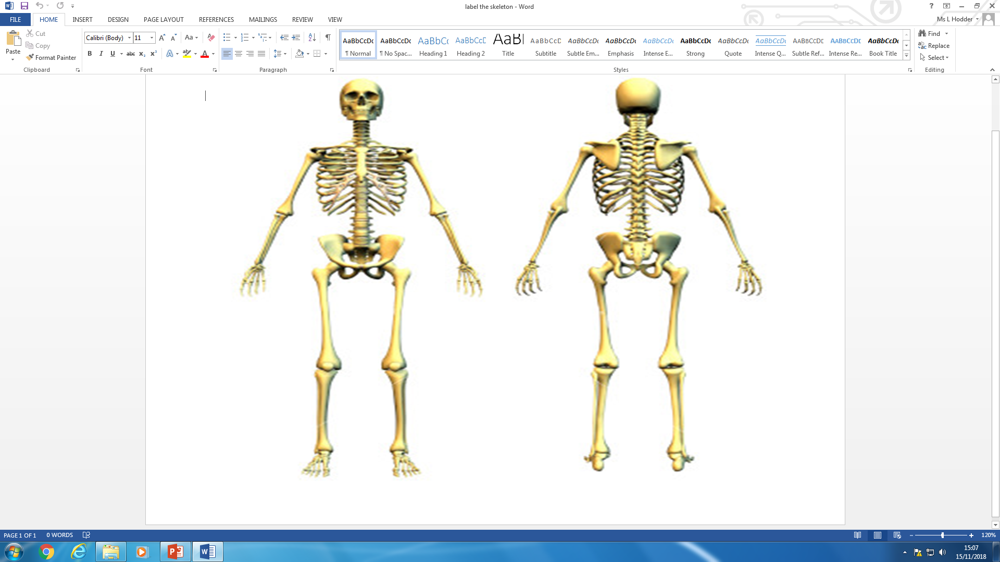 label the skeleton - Word
FILE HOME INSERT DESIGN PAGE LAYOUT REFERENCES MAILINGS REVIEW VIEW
Ms L Hodder
Paste
Cut
Copy
Format Painter
Clipboard
Calibri (Body) 11
Font
Paragraph
AaBbCcDc AaBbCcDc AaBbCc AaBbCcD AaB AaBbCcD AaBbCcDc AaBbCcDc AaBbCcDc AaBbCcDc AaBbCcDc AaBbCcDc AaBbCcDc AaBbCcDc AaBbCcDc
¶ Normal ¶ No Spac... Heading 1 Heading 2 Title Subtitle Subtle Em... Emphasis Intense E... Strong Quote Intense Q... Subtle Ref... Intense Re... Book Title
Styles
Find
Replace
Select
Editing
PAGE 1 OF 1 0 WORDS
120%
15:07
15/11/2018